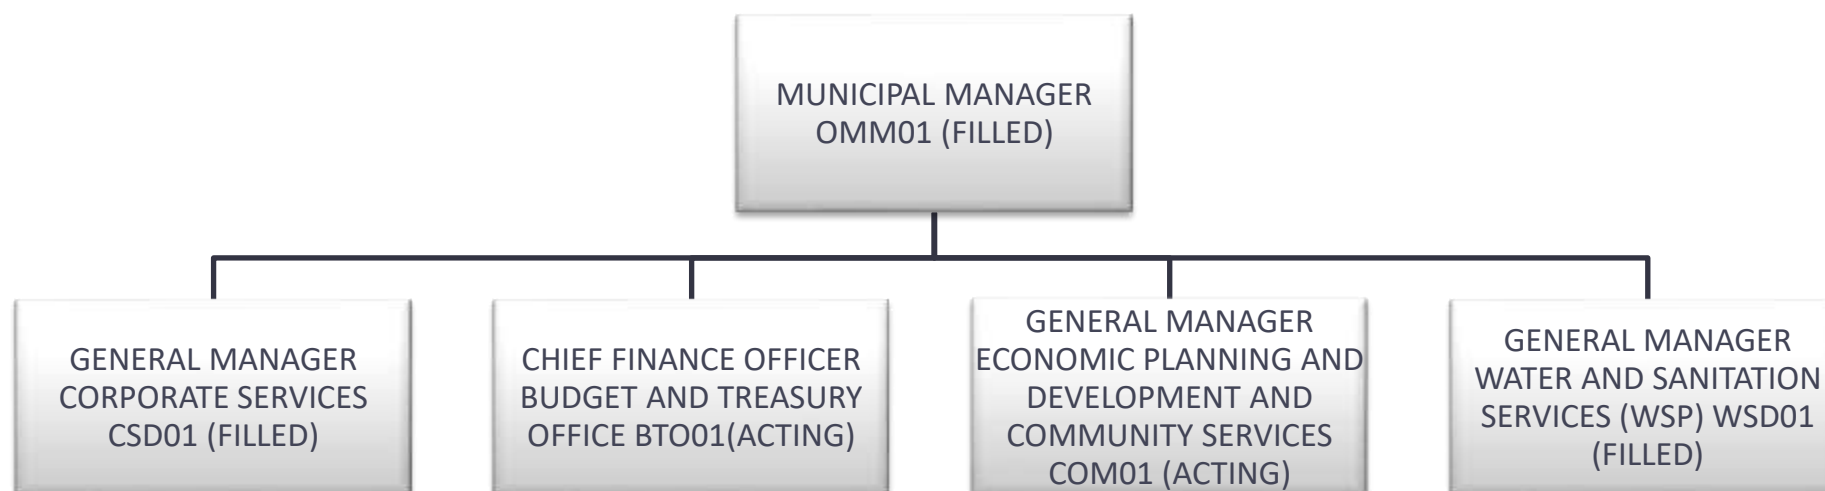 MUNICIPAL MANAGER
OMM01 (FILLED)
GENERAL MANAGER
CORPORATE SERVICES
CSD01 (FILLED)
CHIEF FINANCE OFFICER
BUDGET AND TREASURY
OFFICE BTO01(ACTING)
GENERAL MANAGER
ECONOMIC PLANNING AND
DEVELOPMENT AND
COMMUNITY SERVICES
COM01 (ACTING)
GENERAL MANAGER
WATER AND SANITATION
SERVICES (WSP) WSD01
(FILLED)